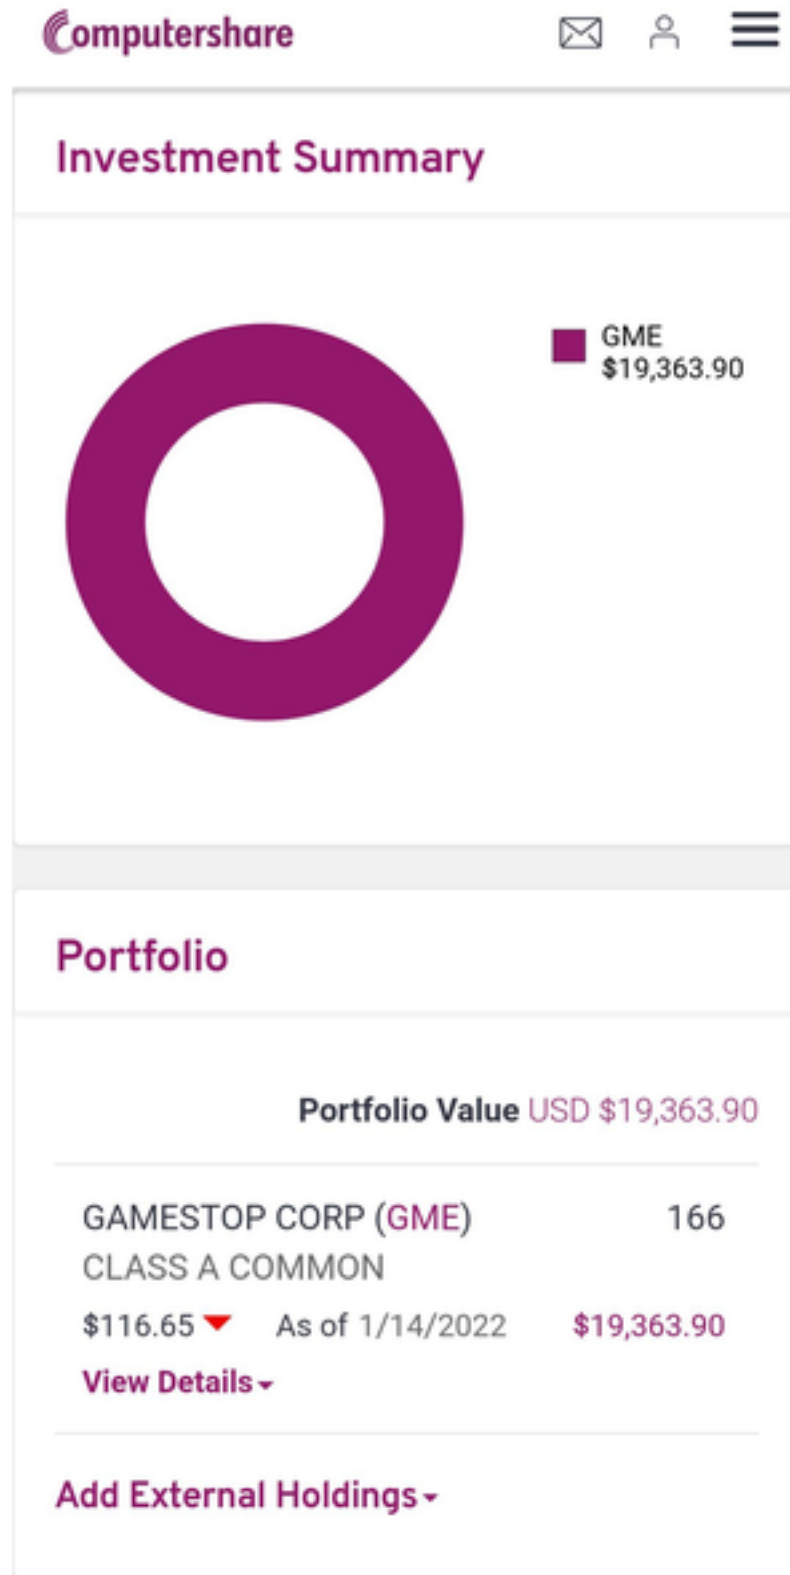 Computershare
Investment Summary
GME
$19,363.90
Portfolio
Portfolio Value USD $19,363.90
GAMESTOP CORP (GME) 166
CLASS A COMMON
$116.65 As of 1/14/2022 $19,363.90
View Details
Add External Holdings